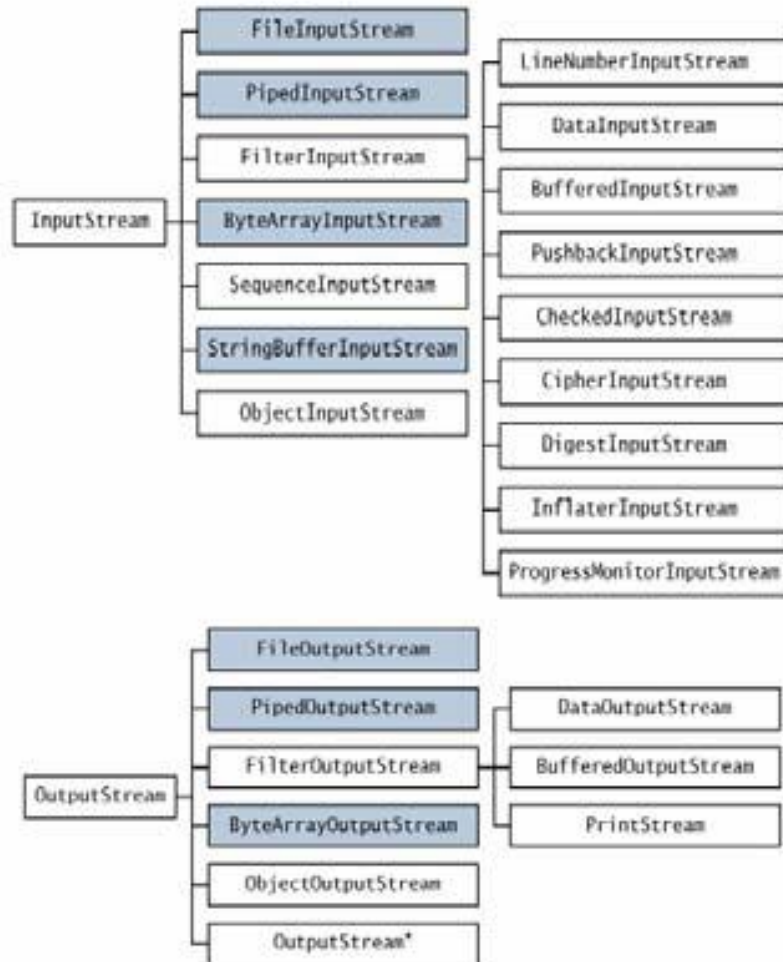 FileInputStream
PipedInputStream
FilterInputStream
InputStream
ByteArrayInputStream
SequenceInputStream
StringBufferInputStream
ObjectInputStream
LineNumberInputStream
DataInputStream
BufferedInputStream
PushbackInputStream
CheckedInputStream
CipherInputStream
DigestInputStream
InflaterInputStream
ProgressMonitorInputStream
FileOutputStream
PipedOutputStream
FilterOutputStream
OutputStream
ByteArrayOutputStream
ObjectOutputStream
OutputStream*
DataOutputStream
BufferedOutputStream
PrintStream